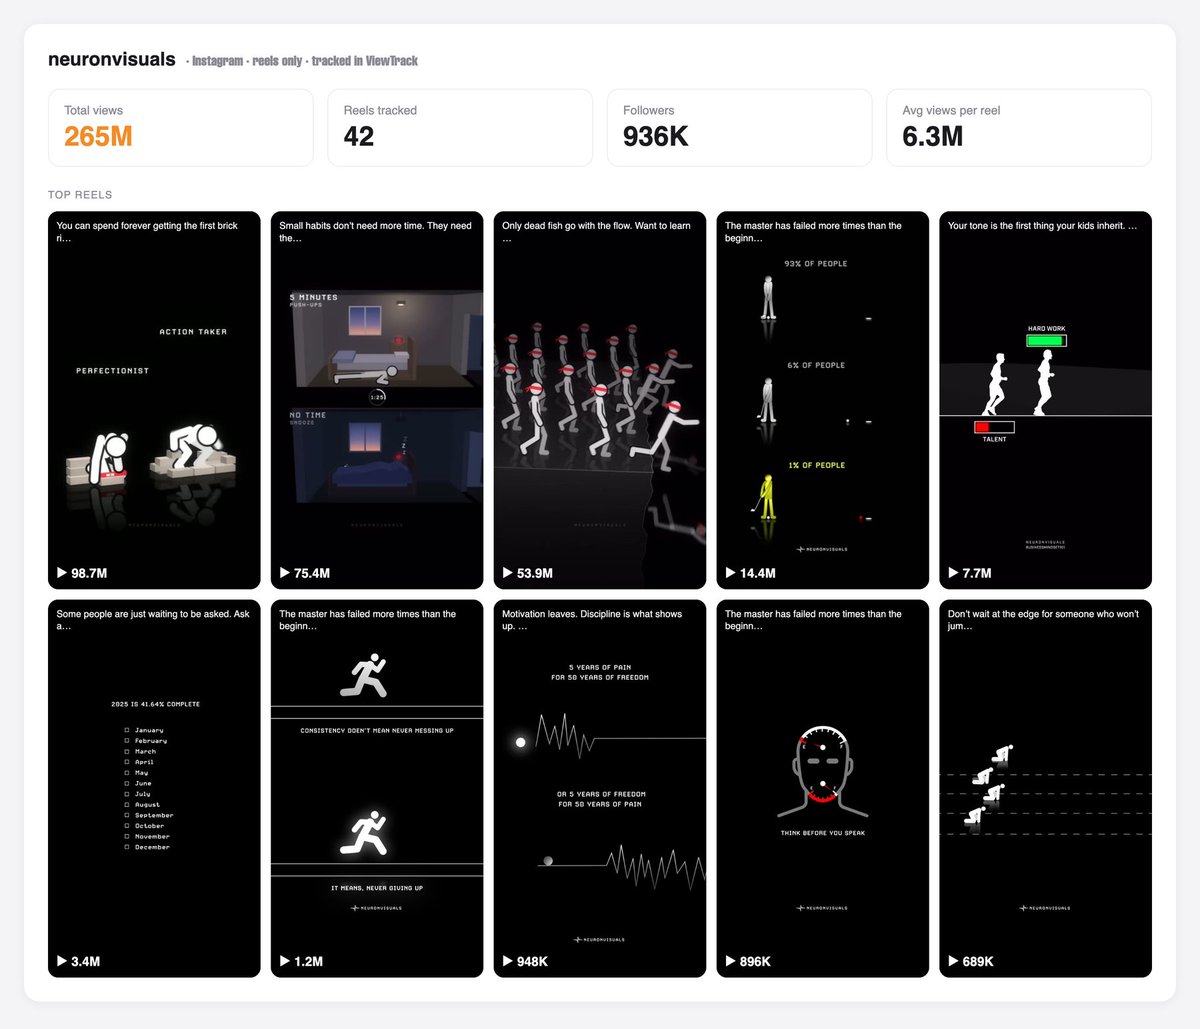 neuronvisuals · Instagram · reels only · tracked in ViewTrack
Total views
265M
Reels tracked
42
Followers
936K
Avg views per reel
6.3M
TOP REELS
You can spend forever getting the first brick
ri…
ACTION TAKER
PERFECTIONIST
NEURONVISUALS
98.7M
Small habits don't need more time. They need
the…
5 MINUTES
PUSH-UPS
1:25
NO TIME
SNOOZE
Z
Z
NEURONVISUALS
75.4M
Only dead fish go with the flow. Want to learn
…
NEURONVISUALS
53.9M
The master has failed more times than the
beginn…
93% OF PEOPLE
6% OF PEOPLE
1% OF PEOPLE
NEURONVISUALS
14.4M
Your tone is the first thing your kids inherit. …
HARD WORK
TALENT
NEURONVISUALS
7.7M
Some people are just waiting to be asked. Ask
a…
2025 IS 41.64% COMPLETE
January
February
March
April
May
June
July
August
September
October
November
December
3.4M
The master has failed more times than the
beginn…
CONSISTENCY DOEN'T MEAN NEVER MESSING UP
IT MEANS, NEVER GIVING UP
NEURONVISUALS
1.2M
Motivation leaves. Discipline is what shows
up. …
5 YEARS OF PAIN
FOR 50 YEARS OF FREEDOM
OR 5 YEARS OF FREEDOM
FOR 50 YEARS OF PAIN
NEURONVISUALS
948K
The master has failed more times than the
beginn…
THINK BEFORE YOU SPEAK
NEURONVISUALS
896K
Don't wait at the edge for someone who won't
jum…
NEURONVISUALS
689K